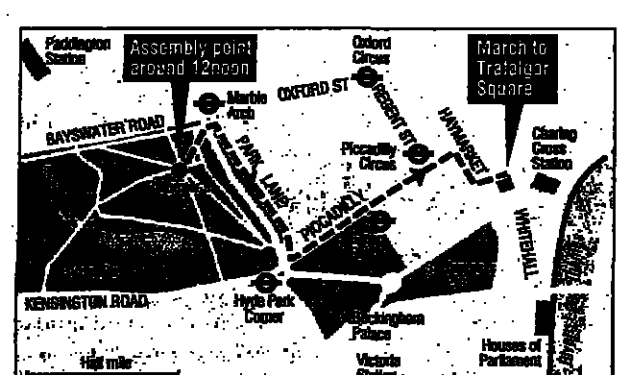 Paddington
Station
Assembly point
around 12noon
Oxford
Circus
March to
Trafalgar
Square
Marble
Arch
OXFORD ST
REGENT ST
HAYMARKET
BAYSWATER ROAD
PARK LANE
Piccadilly
Circus
Charing
Cross
Station
PICCADILLY
WHITEHALL
KENSINGTON ROAD
Hyde Park
Corner
Buckingham
Palace
Houses of
Parliament
Half mile
Victoria
Station